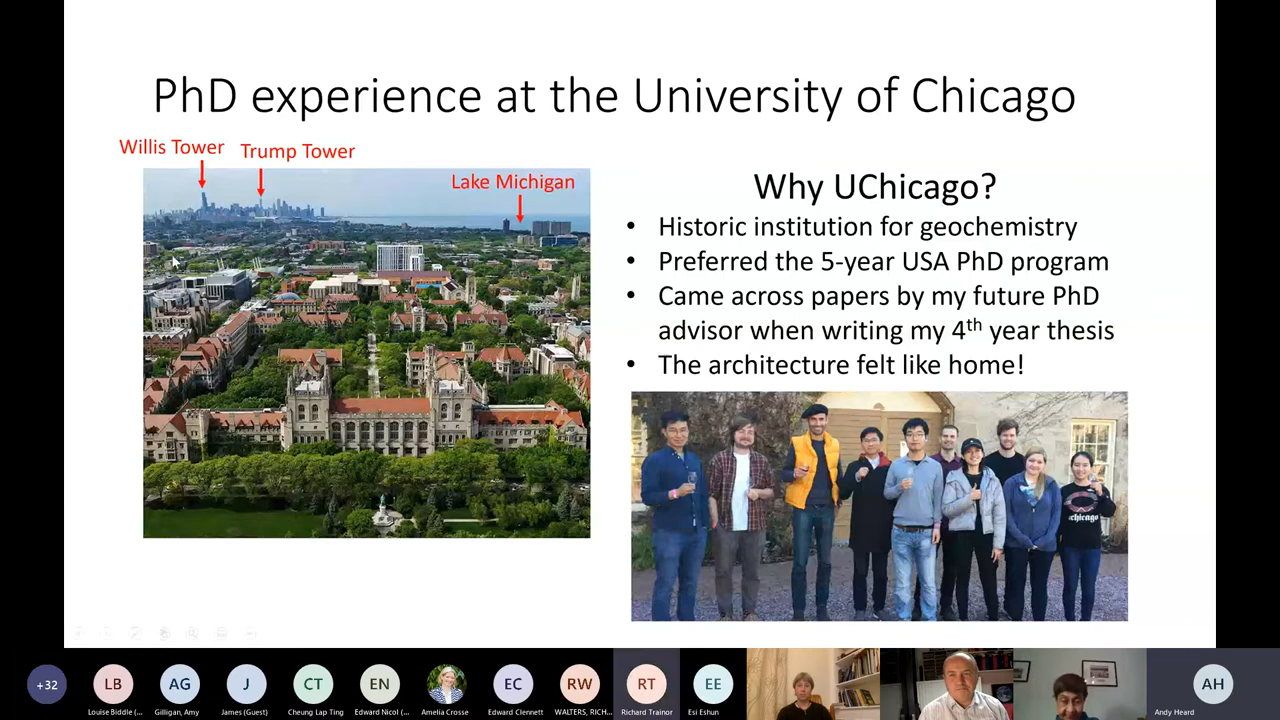 PhD experience at the University of Chicago
Willis Tower
Trump Tower
Lake Michigan
Why UChicago?
• Historic institution for geochemistry
• Preferred the 5-year USA PhD program
• Came across papers by my future PhD
advisor when writing my 4th year thesis
• The architecture felt like home!
chicago
+32
LB
AG
J
CT
EN
EC
RW
RT
EE
AH
Louise Biddle (...
Gilligan, Amy
James (Guest)
Cheung Lap Ting
Edward Nicol (...
Amelia Crosse
Edward Clennett
WALTERS, RICH...
Richard Trainor
Esi Eshun
Andy Heard